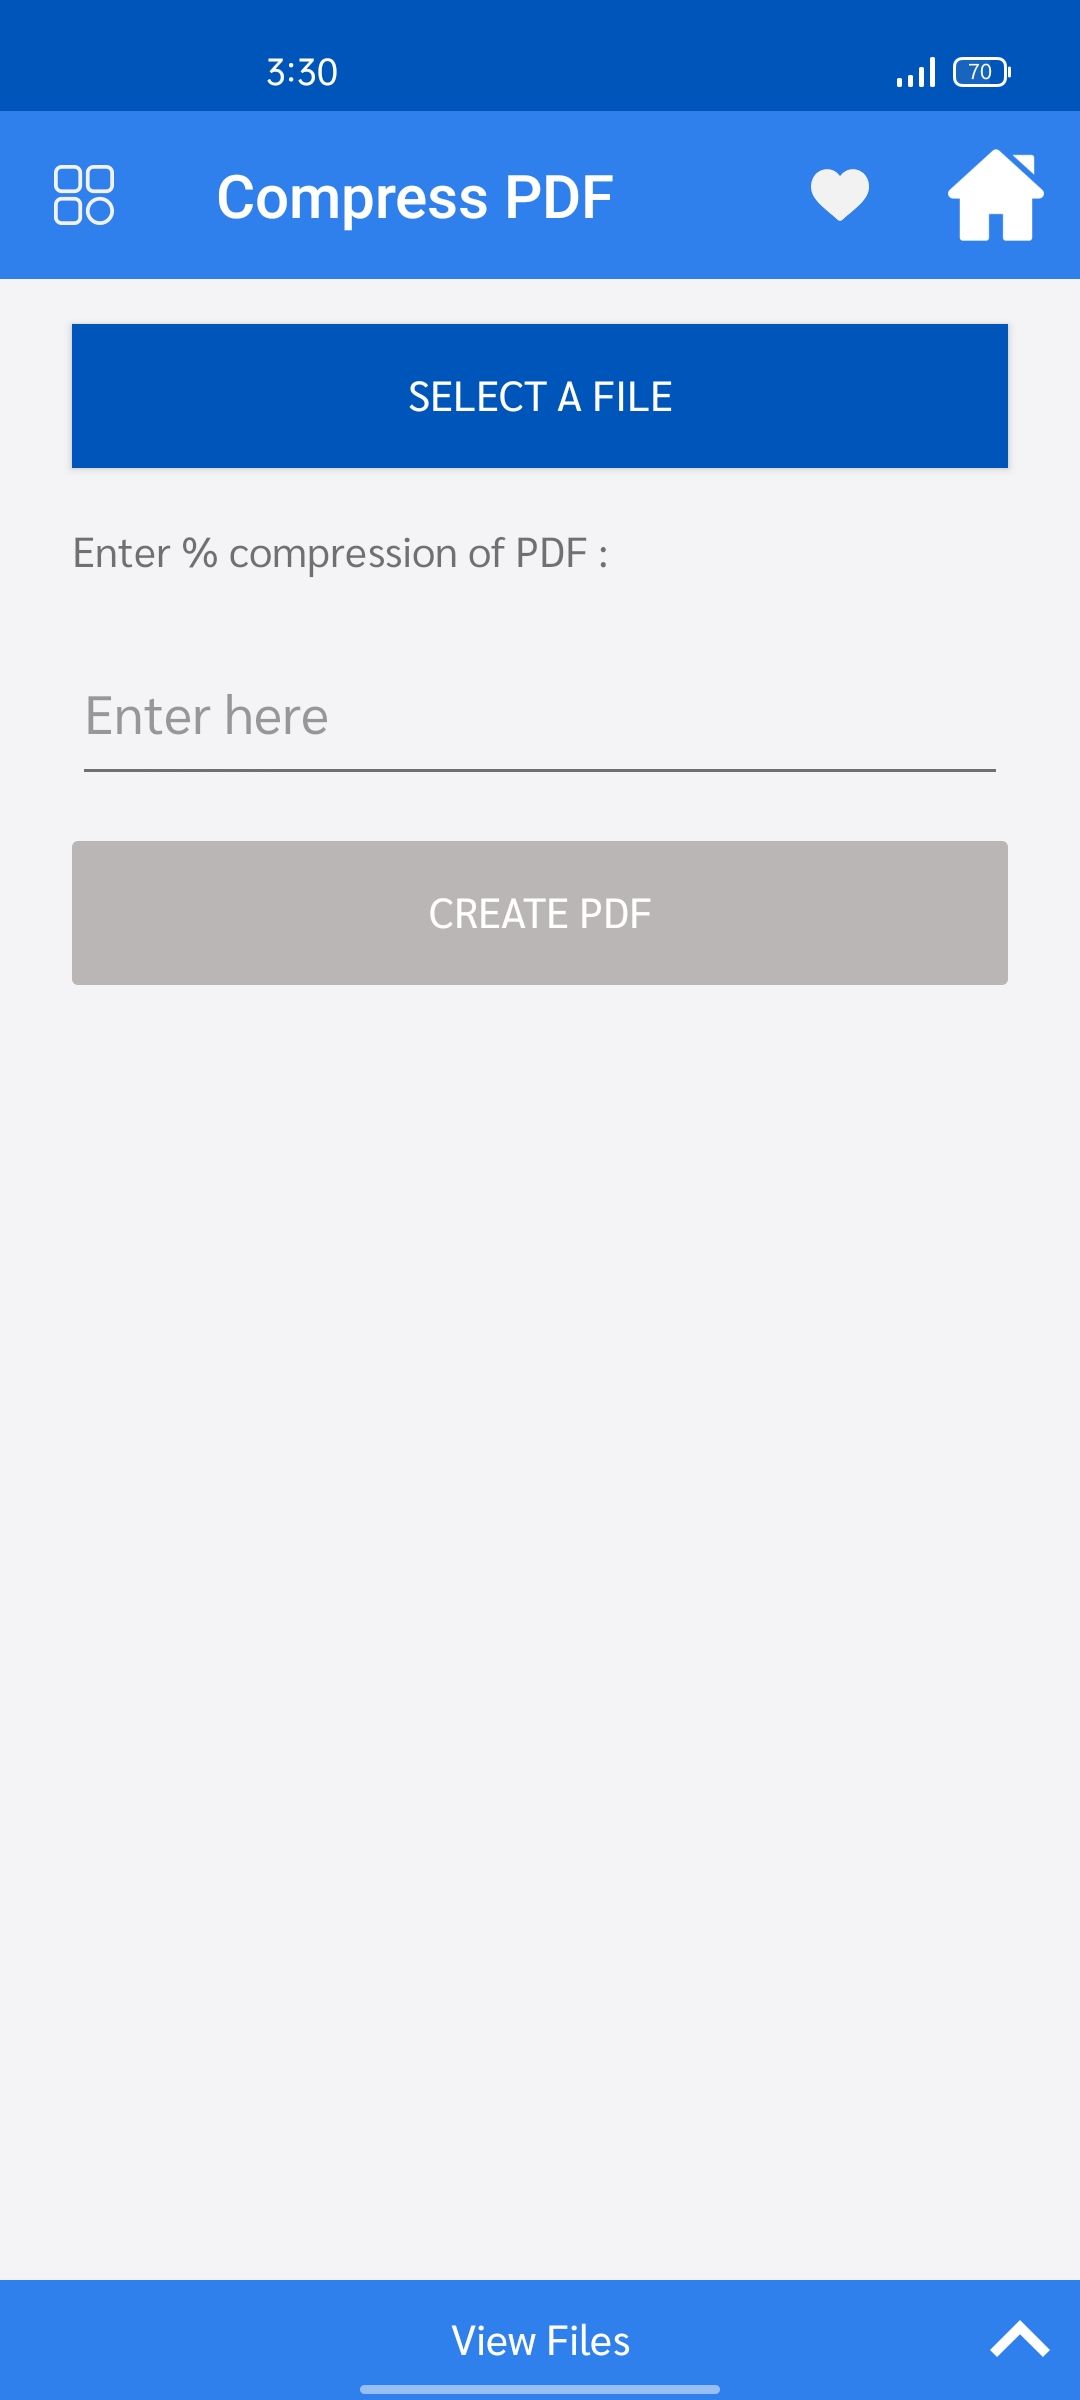 3:30
70
Compress PDF
SELECT A FILE
Enter % compression of PDF :
Enter here
CREATE PDF
View Files